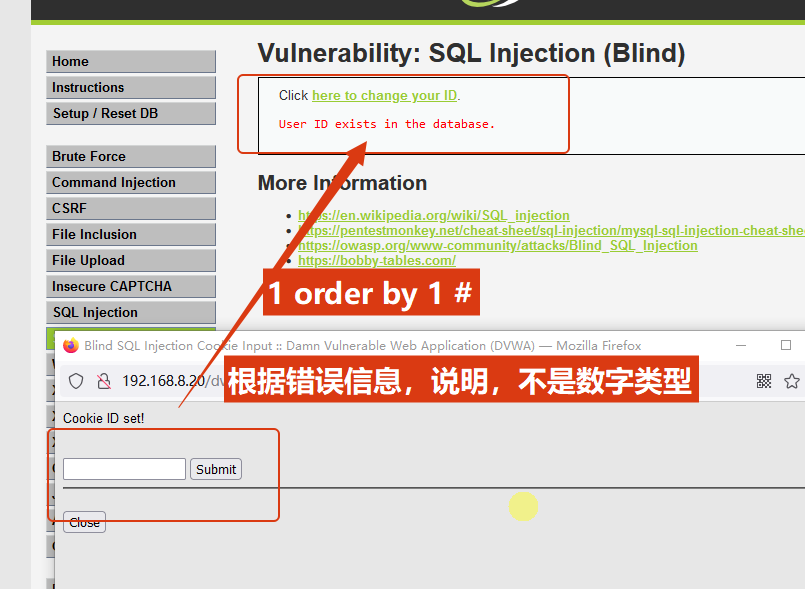 Vulnerability: SQL Injection (Blind)
Home
Instructions
Setup / Reset DB
Brute Force
Command Injection
CSRF
File Inclusion
File Upload
Insecure CAPTCHA
SQL Injection
Click here to change your ID.
User ID exists in the database.
More Information
https://en.wikipedia.org/wiki/SQL_injection
https://pentestmonkey.net/cheat-sheet/sql-injection/mysql-sql-injection-cheat-she
https://owasp.org/www-community/attacks/Blind_SQL_Injection
https://bobby-tables.com/
1 order by 1 #
Blind SQL Injection Cookie Input :: Damn Vulnerable Web Application (DVWA) — Mozilla Firefox
192.168.8.20/dv
根据错误信息，说明，不是数字类型
Cookie ID set!
Submit
Close